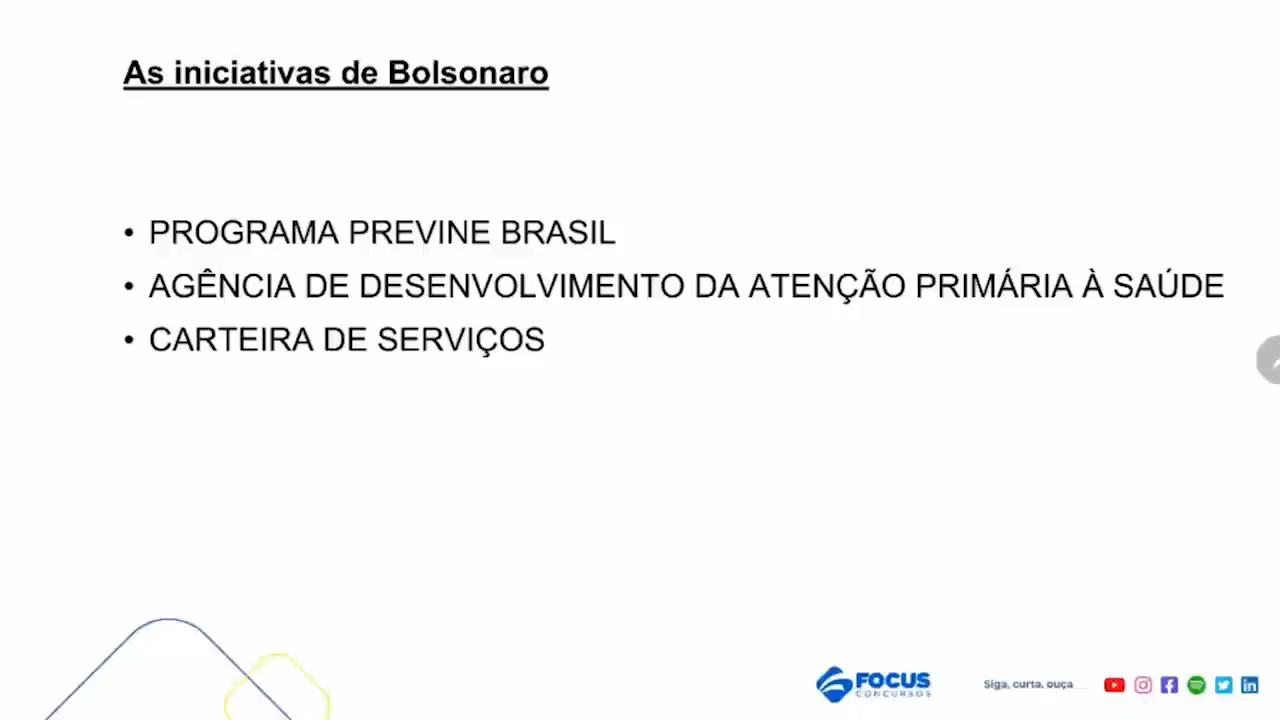 As iniciativas de Bolsonaro
• PROGRAMA PREVINE BRASIL
• AGÊNCIA DE DESENVOLVIMENTO DA ATENÇÃO PRIMÁRIA À SAÚDE
• CARTEIRA DE SERVIÇOS
FOCUS
CONCURSOS
Siga, curta, ouça